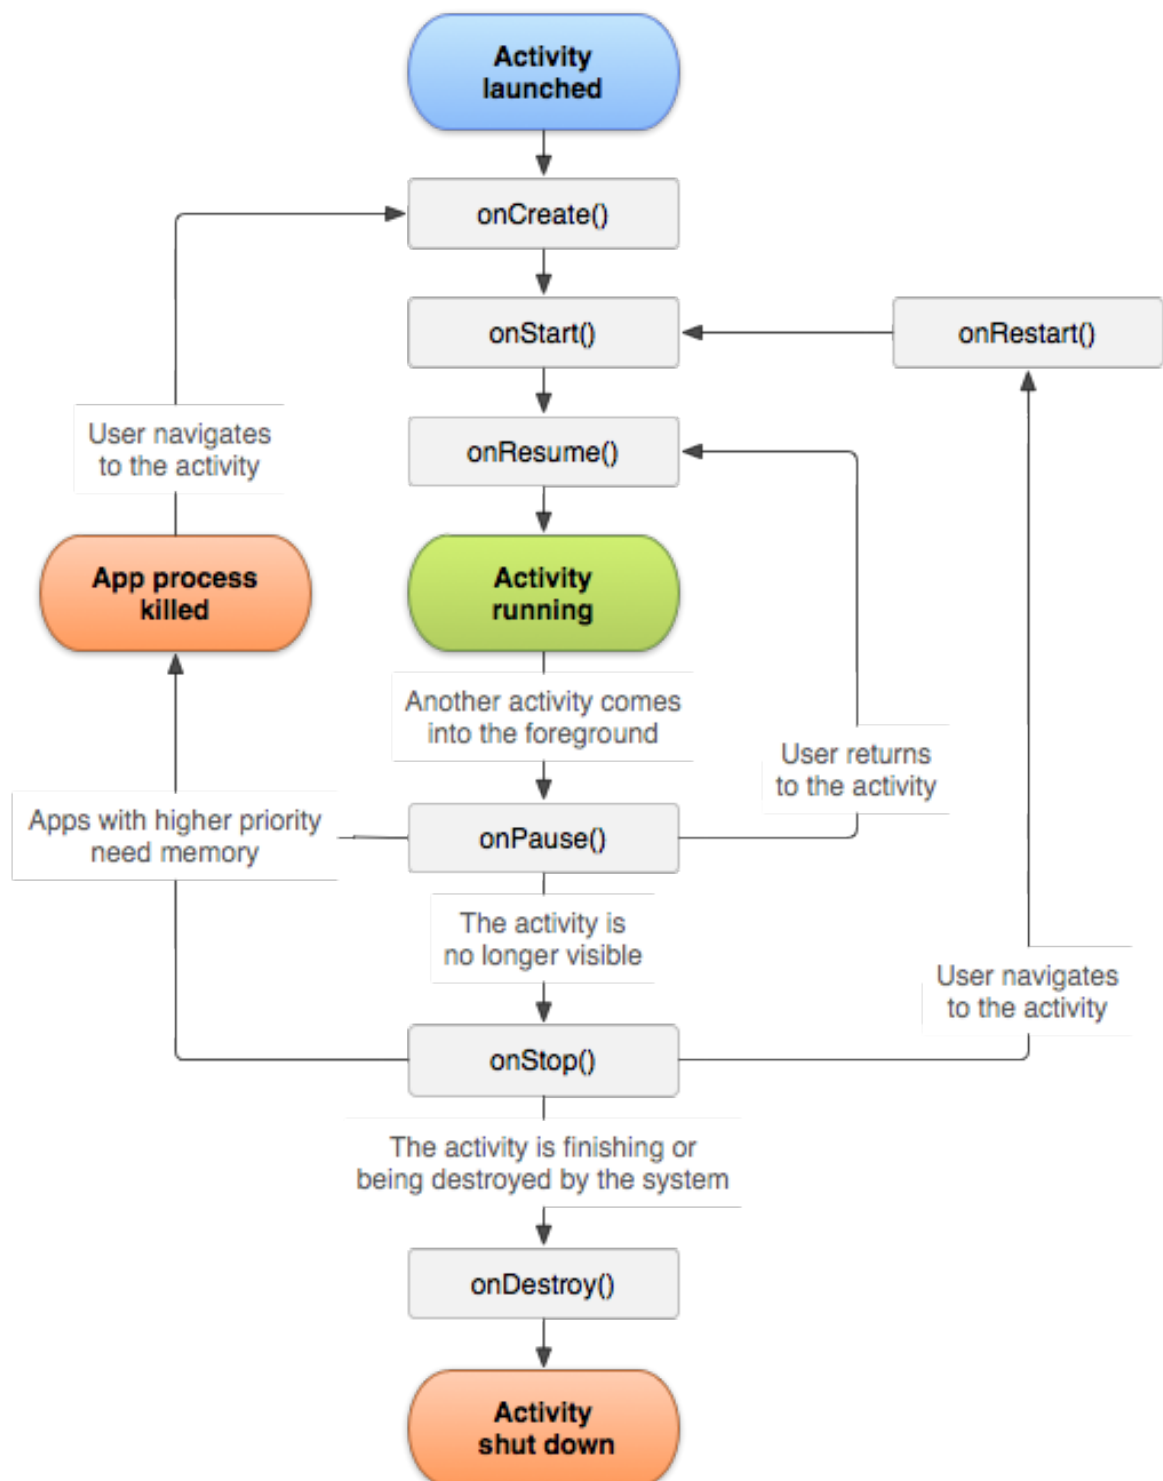 Activity
launched
onCreate()
onStart()
onRestart()
User navigates
to the activity
onResume()
App process
killed
Activity
running
Another activity comes
into the foreground
User returns
to the activity
Apps with higher priority
need memory
onPause()
The activity is
no longer visible
User navigates
to the activity
onStop()
The activity is finishing or
being destroyed by the system
onDestroy()
Activity
shut down